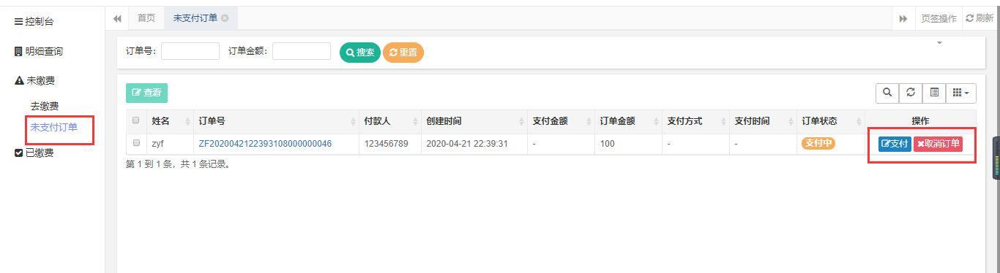 控制台
明细查询
未缴费
去缴费
未支付订单
已缴费
首页 未支付订单 页签操作 刷新
订单号： 订单金额： 搜索 重置
查看
姓名 订单号 付款人 创建时间 支付金额 订单金额 支付方式 支付时间 订单状态 操作
zyf ZF2020042122393108000000046 123456789 2020-04-21 22:39:31 - 100 - - 支付中 支付 取消订单
第 1 到 1 条，共 1 条记录。